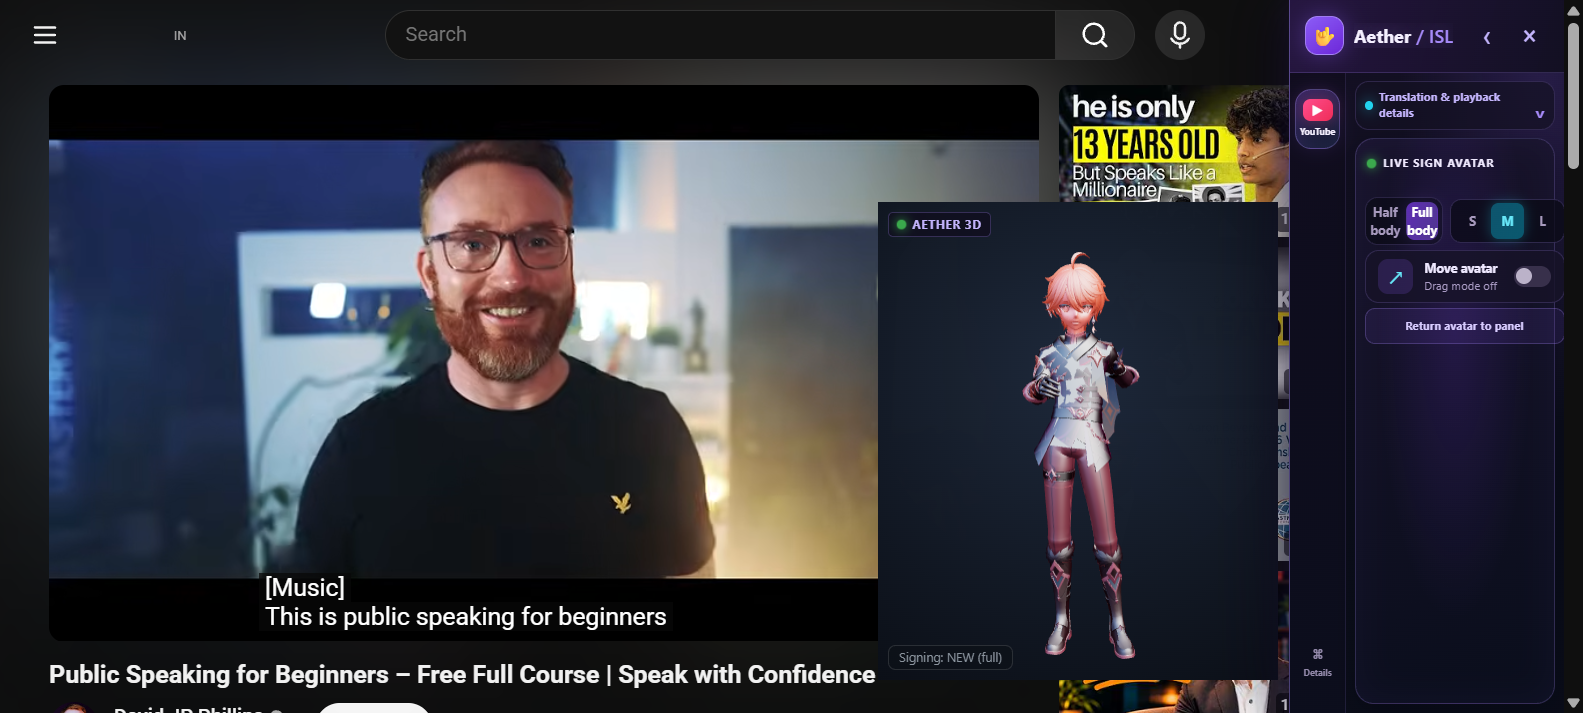 IN
Search
Aether / ISL
YouTube
Translation & playback
details
v
LIVE SIGN AVATAR
Half
body
Full
body
S
M
L
Move avatar
Drag mode off
Return avatar to panel
Details
he is only
13 YEARS OLD
But Speaks Like a
Millionaire
AETHER 3D
Signing: NEW (full)
[Music]
This is public speaking for beginners
Public Speaking for Beginners – Free Full Course | Speak with Confidence